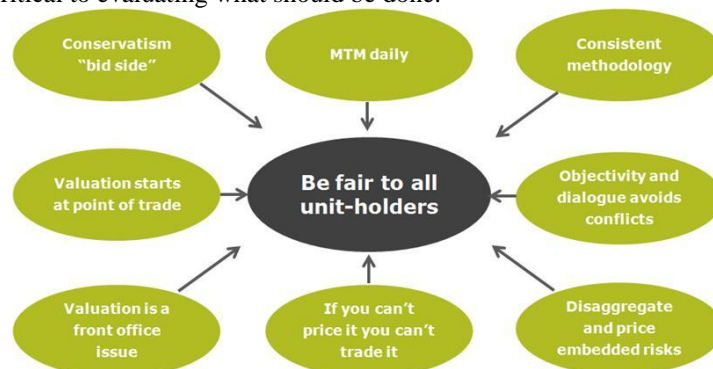 ritical to evaluating what should be done.
Conservatism
"bid side"
MTM daily
Consistent
methodology
Valuation starts
at point of trade
Be fair to all
unit-holders
Objectivity and
dialogue avoids
conflicts
Valuation is a
front office
issue
If you can't
price it you can't
trade it
Disaggregate
and price
embedded risks